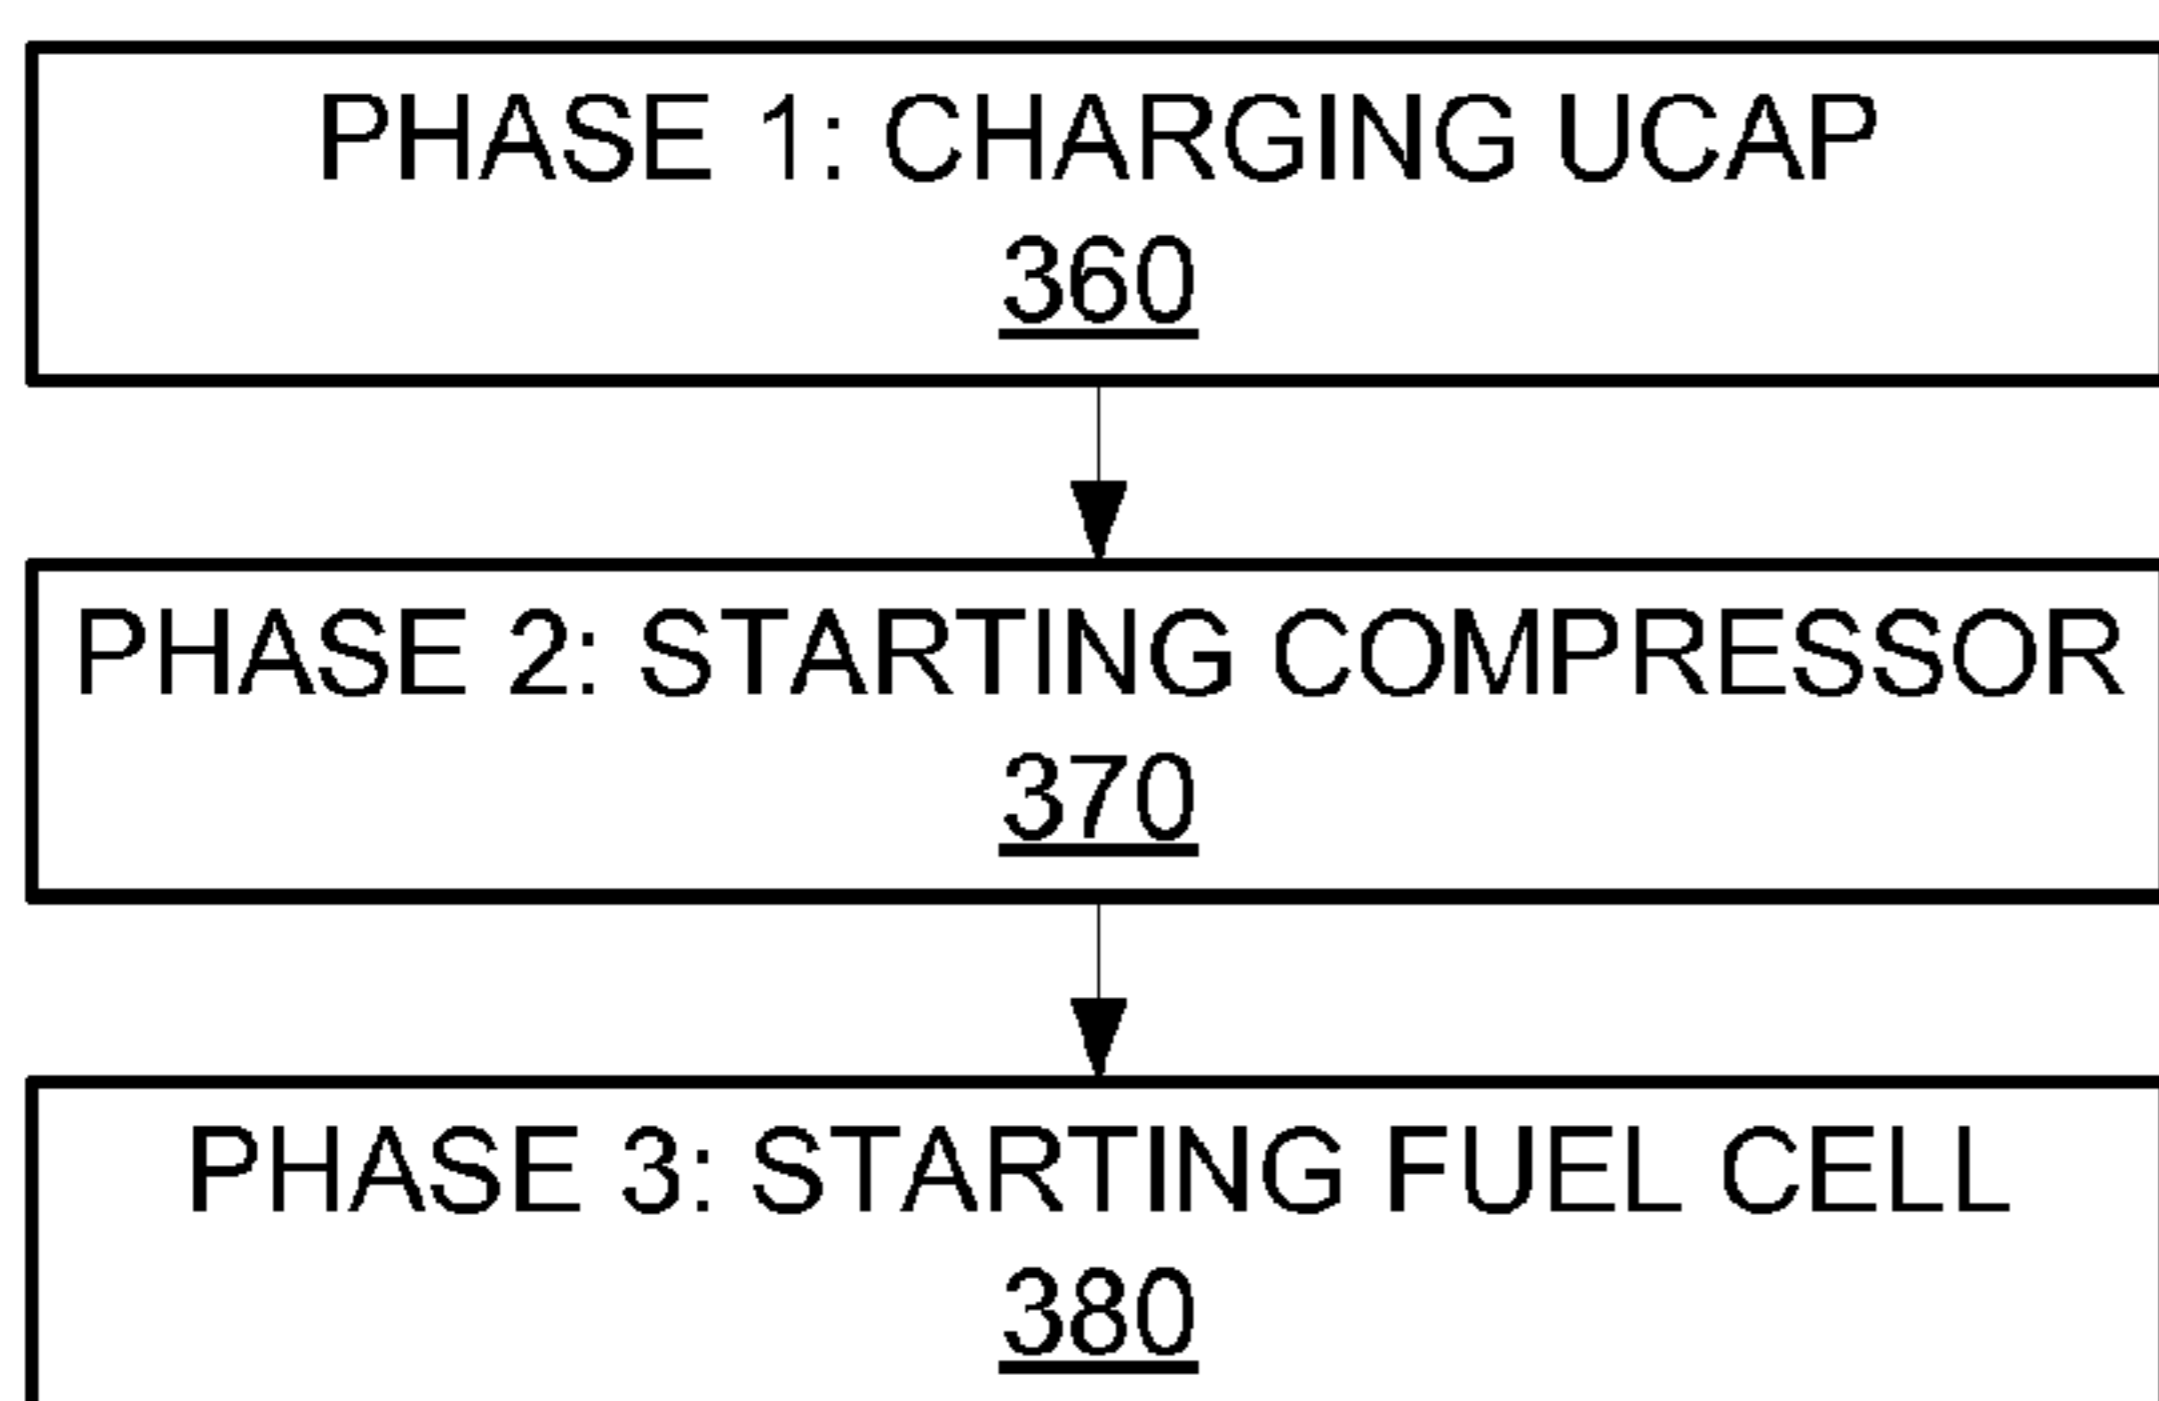 PHASE 1: CHARGING UCAP
360
PHASE 2: STARTING COMPRESSOR
370
PHASE 3: STARTING FUEL CELL
380